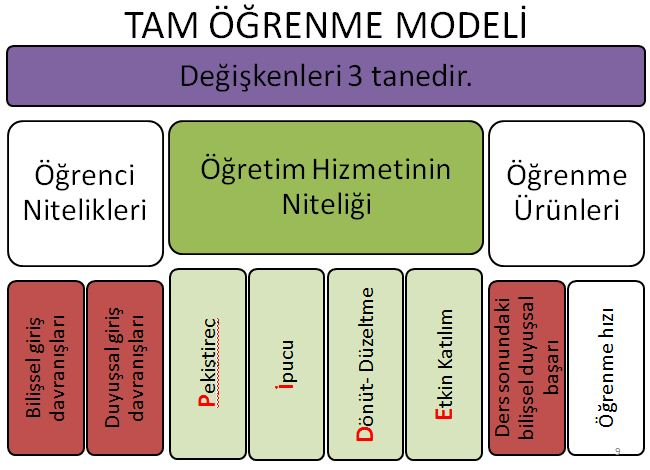 TAM ÖĞRENME MODELİ
Değişkenleri 3 tanedir.
Öğrenci
Nitelikleri
Öğretim Hizmetinin
Niteliği
Öğrenme
Ürünleri
Bilişsel giriş
davranışları
Duyuşsal giriş
davranışları
Pekiştirec
İpucu
Dönüt- Düzeltme
Etkin Katılım
Ders sonundaki
bilişsel duyuşsal
başarı
Öğrenme hızı
9